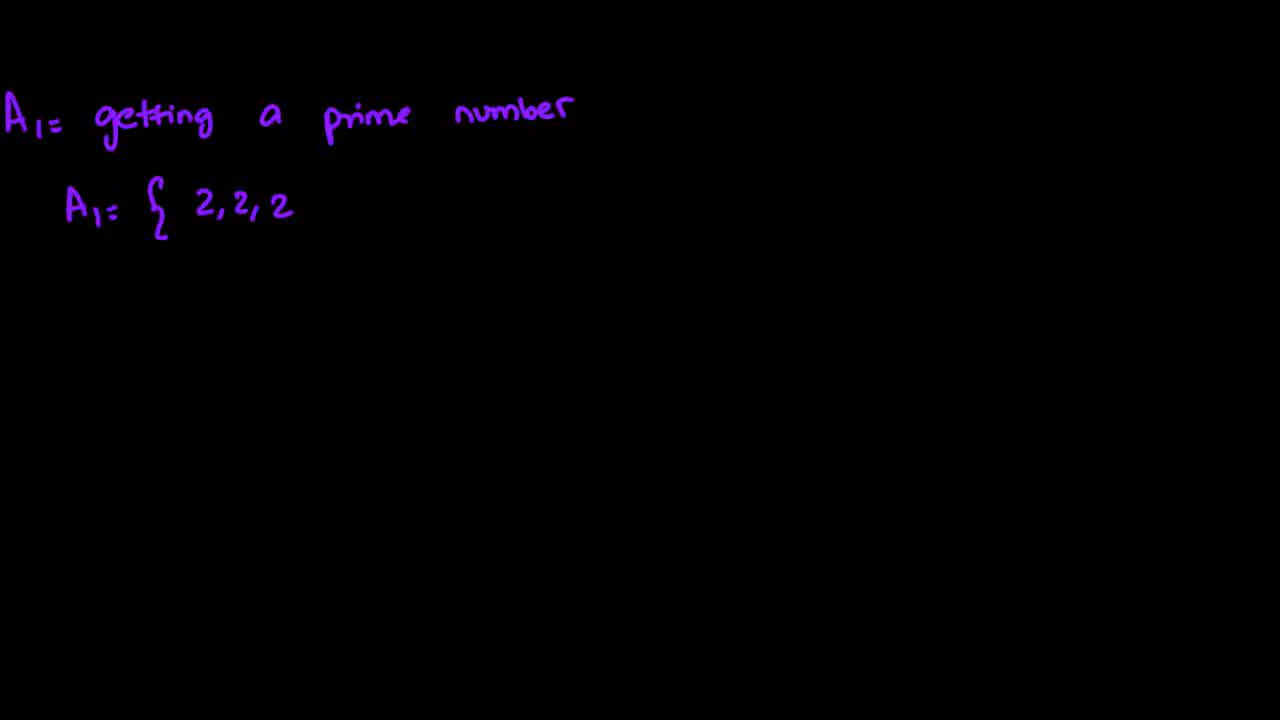 A₁= getting a prime number
A₁= { 2, 2, 2